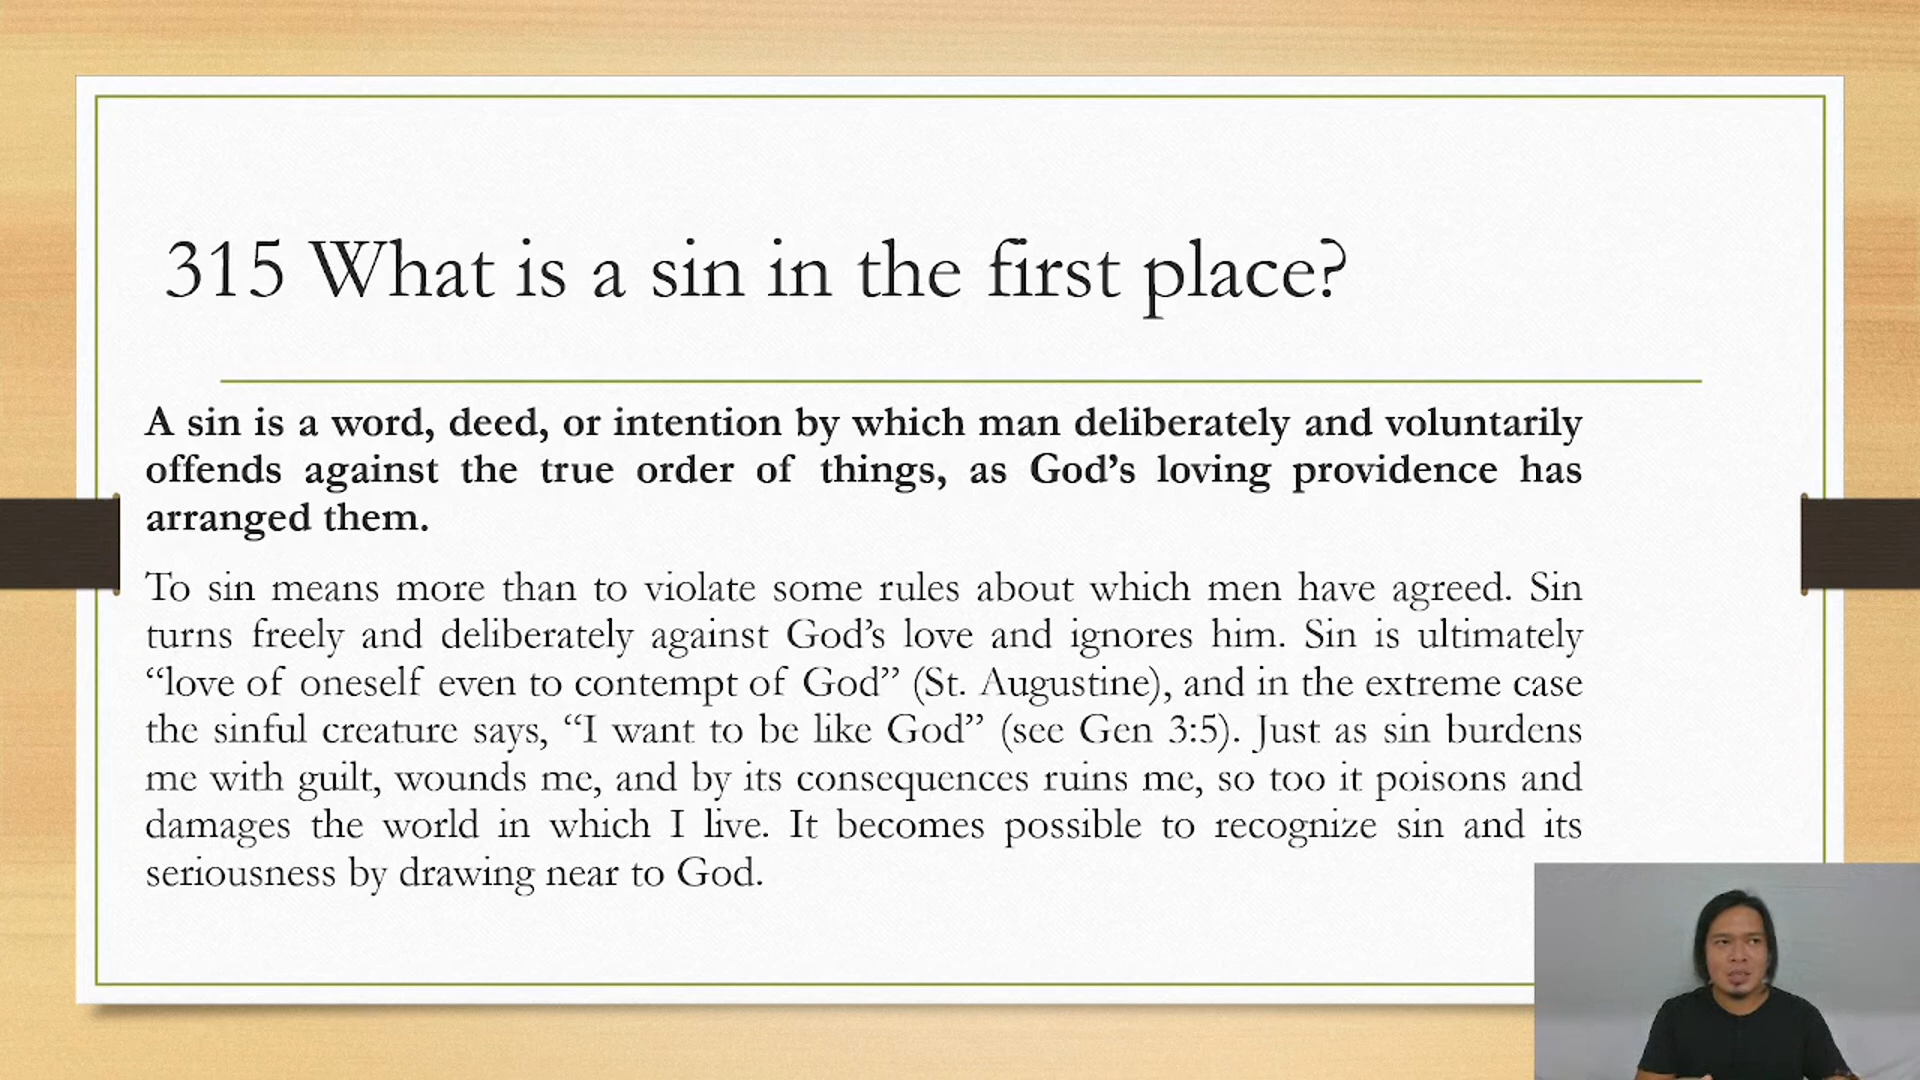 315 What is a sin in the first place?
A sin is a word, deed, or intention by which man deliberately and voluntarily
offends against the true order of things, as God’s loving providence has
arranged them.
To sin means more than to violate some rules about which men have agreed. Sin
turns freely and deliberately against God’s love and ignores him. Sin is ultimately
“love of oneself even to contempt of God” (St. Augustine), and in the extreme case
the sinful creature says, “I want to be like God” (see Gen 3:5). Just as sin burdens
me with guilt, wounds me, and by its consequences ruins me, so too it poisons and
damages the world in which I live. It becomes possible to recognize sin and its
seriousness by drawing near to God.